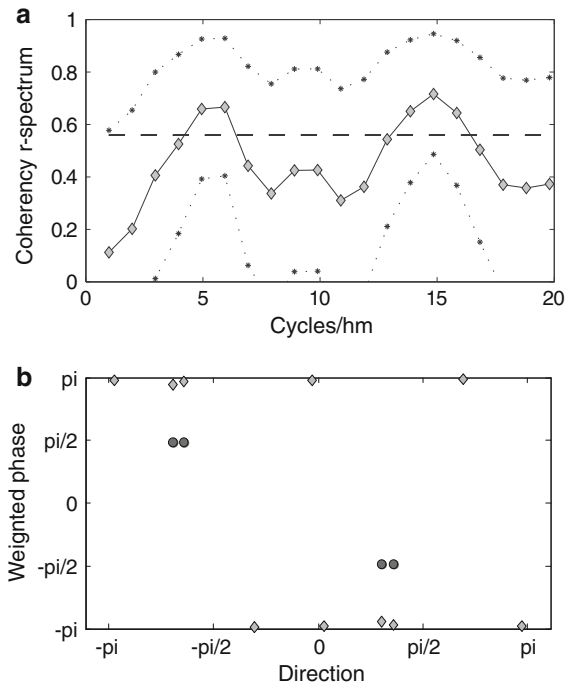 a
1
0.8
0.6
0.4
0.2
0
Coherency r-spectrum
0 5 10 15 20
Cycles/hm
b
pi
pi/2
0
-pi/2
-pi
Weignted phase
-pi -pi/2 0 pi/2 pi
Direction